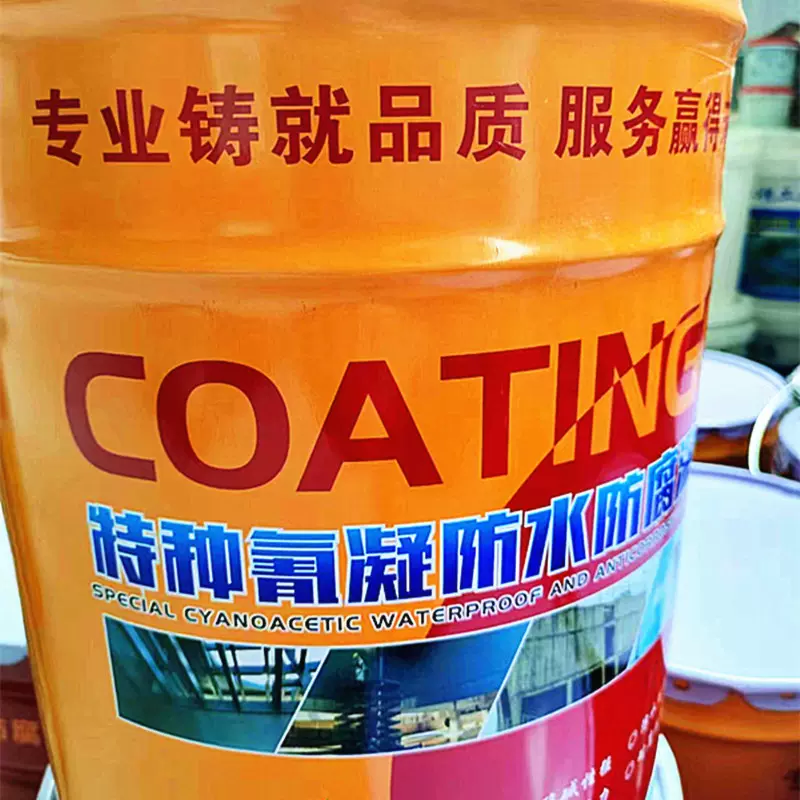 专业铸就品质 服务赢得
COATING
特种氰凝防水防腐
SPECIAL CYANOACETIC WATERPROOF AND